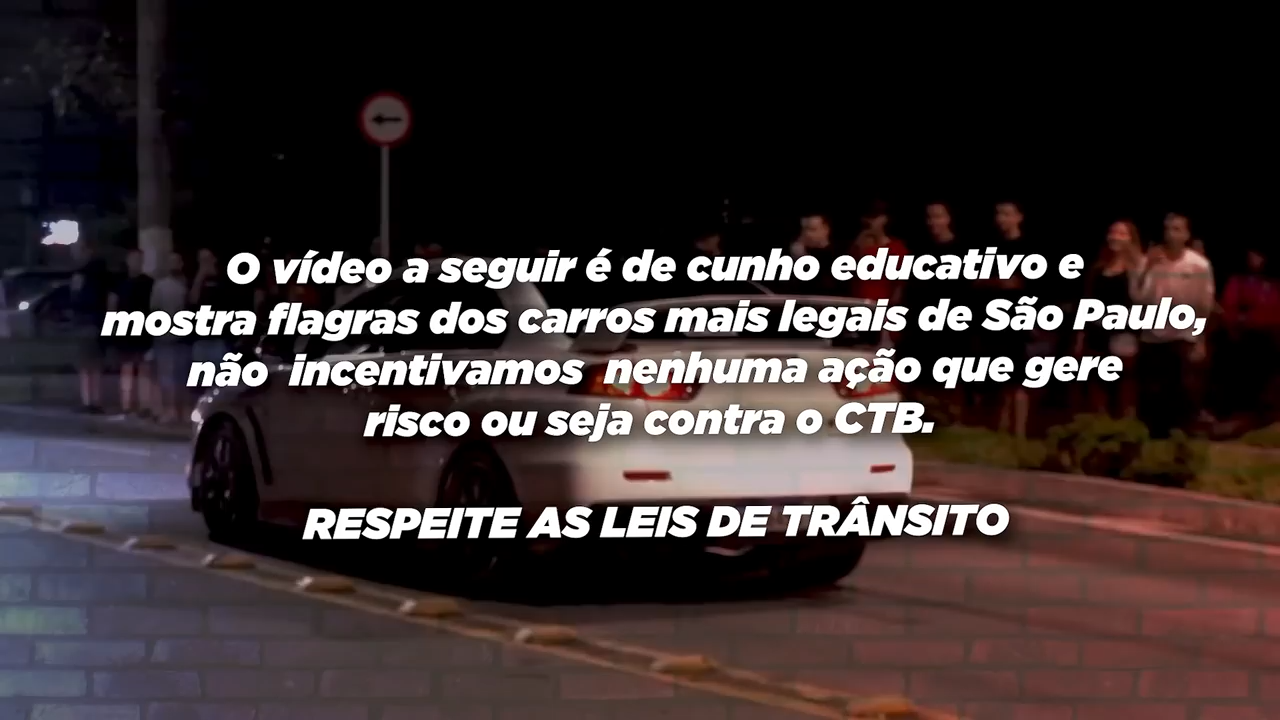 O vídeo a seguir é de cunho educativo e
mostra flagras dos carros mais legais de São Paulo,
não incentivamos nenhuma ação que gere
risco ou seja contra o CTB.
RESPEITE AS LEIS DE TRÂNSITO